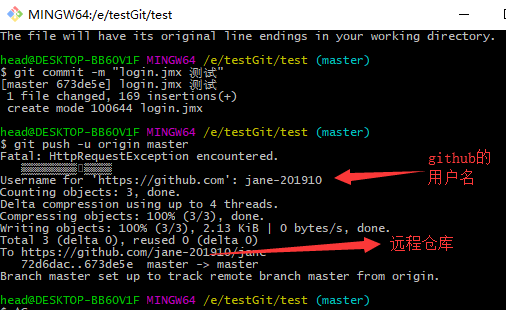 MINGW64:/e/testGit/test
The file will have its original line endings in your working directory.
head@DESKTOP-BB6OV1F MINGW64 /e/testGit/test (master)
$ git commit -m "login.jmx 测试"
[master 673de5e] login.jmx 测试
1 file changed, 169 insertions(+)
create mode 100644 login.jmx
head@DESKTOP-BB6OV1F MINGW64 /e/testGit/test (master)
$ git push -u origin master
Fatal: HttpRequestException encountered.
Username for 'https://github.com': jane-201910
github的
用户名
Counting objects: 3, done.
Delta compression using up to 4 threads.
Compressing objects: 100% (3/3), done.
Writing objects: 100% (3/3), 2.13 KiB | 0 bytes/s, done.
Total 3 (delta 0), reused 0 (delta 0)
远程仓库
To https://github.com/jane-201910/jane
72d6dac..673de5e master -> master
Branch master set up to track remote branch master from origin.
head@DESKTOP-BB6OV1F MINGW64 /e/testGit/test (master)